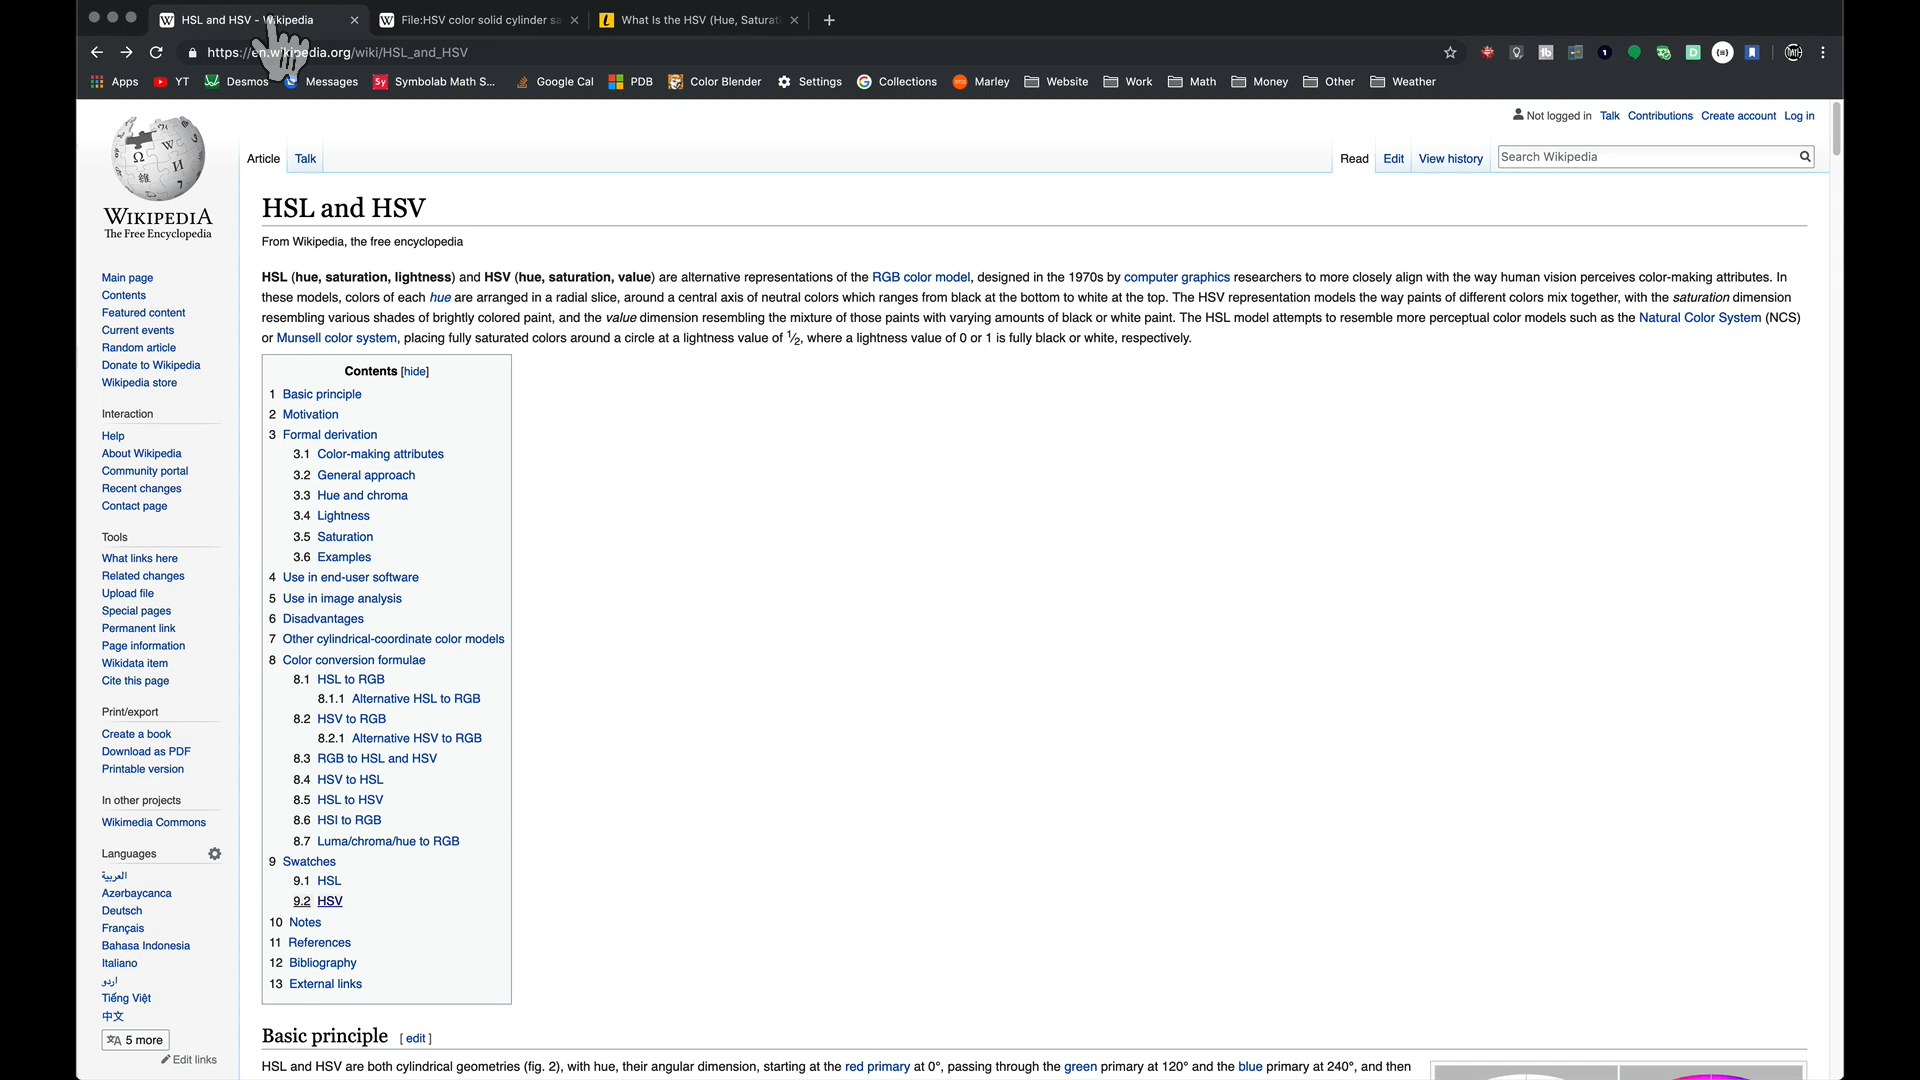 HSL and HSV - Wikipedia
File:HSV color solid cylinder sa
What Is the HSV (Hue, Saturati
https://en.wikipedia.org/wiki/HSL_and_HSV
Apps YT Desmos Messages Symbolab Math S... Google Cal PDB Color Blender Settings Collections Marley Website Work Math Money Other Weather
Not logged in Talk Contributions Create account Log in
Article Talk Read Edit View history Search Wikipedia
WIKIPEDIA
The Free Encyclopedia
Main page
Contents
Featured content
Current events
Random article
Donate to Wikipedia
Wikipedia store
Interaction
Help
About Wikipedia
Community portal
Recent changes
Contact page
Tools
What links here
Related changes
Upload file
Special pages
Permanent link
Page information
Wikidata item
Cite this page
Print/export
Create a book
Download as PDF
Printable version
In other projects
Wikimedia Commons
Languages
العربية
Azərbaycanca
Deutsch
Français
Bahasa Indonesia
Italiano
اردو
Tiếng Việt
中文
5 more
Edit links
HSL and HSV
From Wikipedia, the free encyclopedia
HSL (hue, saturation, lightness) and HSV (hue, saturation, value) are alternative representations of the RGB color model, designed in the 1970s by computer graphics researchers to more closely align with the way human vision perceives color-making attributes. In
these models, colors of each hue are arranged in a radial slice, around a central axis of neutral colors which ranges from black at the bottom to white at the top. The HSV representation models the way paints of different colors mix together, with the saturation dimension
resembling various shades of brightly colored paint, and the value dimension resembling the mixture of those paints with varying amounts of black or white paint. The HSL model attempts to resemble more perceptual color models such as the Natural Color System (NCS)
or Munsell color system, placing fully saturated colors around a circle at a lightness value of 1⁄2, where a lightness value of 0 or 1 is fully black or white, respectively.
Contents [hide]
1 Basic principle
2 Motivation
3 Formal derivation
3.1 Color-making attributes
3.2 General approach
3.3 Hue and chroma
3.4 Lightness
3.5 Saturation
3.6 Examples
4 Use in end-user software
5 Use in image analysis
6 Disadvantages
7 Other cylindrical-coordinate color models
8 Color conversion formulae
8.1 HSL to RGB
8.1.1 Alternative HSL to RGB
8.2 HSV to RGB
8.2.1 Alternative HSV to RGB
8.3 RGB to HSL and HSV
8.4 HSV to HSL
8.5 HSL to HSV
8.6 HSI to RGB
8.7 Luma/chroma/hue to RGB
9 Swatches
9.1 HSL
9.2 HSV
10 Notes
11 References
12 Bibliography
13 External links
Basic principle [ edit ]
HSL and HSV are both cylindrical geometries (fig. 2), with hue, their angular dimension, starting at the red primary at 0°, passing through the green primary at 120° and the blue primary at 240°, and then